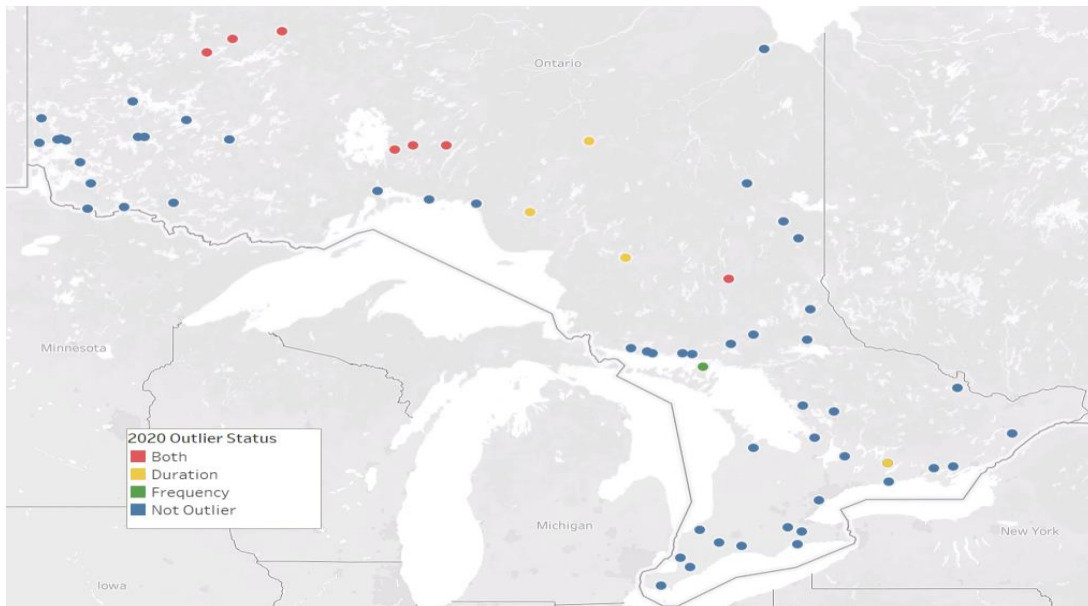 Ontario
Minnesota
2020 Outlier Status
Both
Duration
Frequency
Not Outlier
Michigan
New York
Iowa